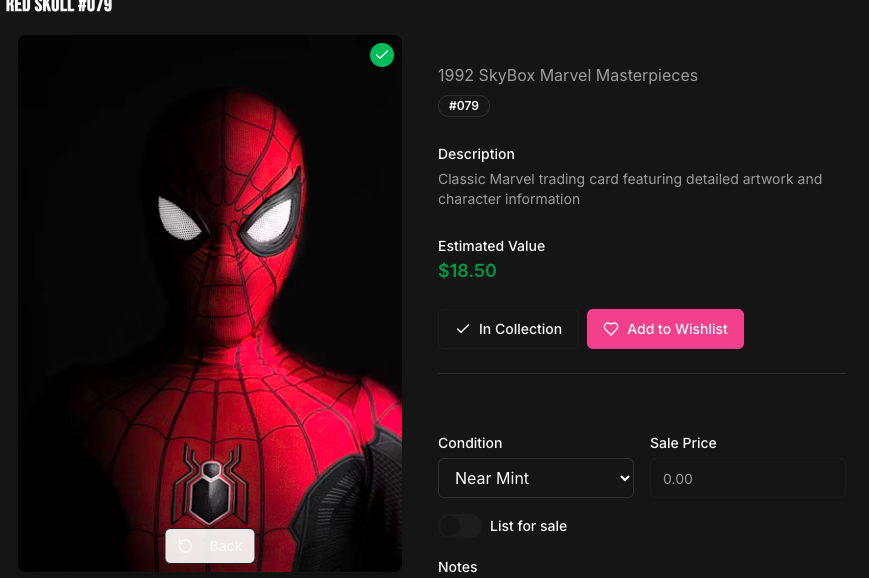 RED SKULL #079
1992 SkyBox Marvel Masterpieces
#079
Description
Classic Marvel trading card featuring detailed artwork and
character information
Estimated Value
$18.50
In Collection
Add to Wishlist
Condition
Sale Price
Near Mint
0.00
List for sale
Back
Notes